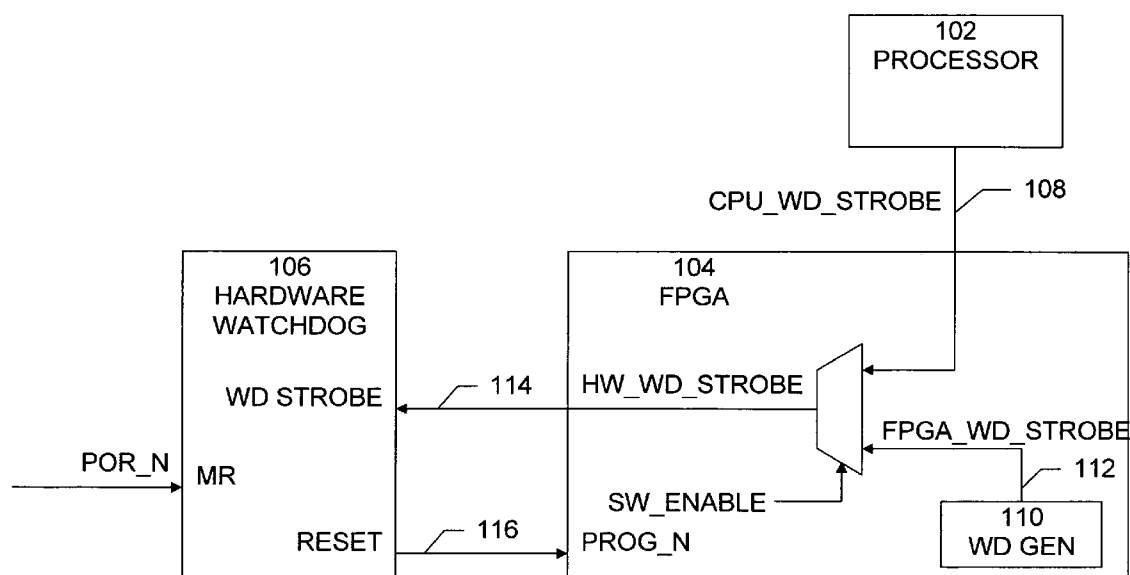 102
PROCESSOR
CPU_WD_STROBE
108
106
HARDWARE
WATCHDOG
104
FPGA
WD STROBE
114
HW_WD_STROBE
FPGA_WD_STROBE
112
POR_N
MR
SW_ENABLE
110
WD GEN
RESET
116
PROG_N